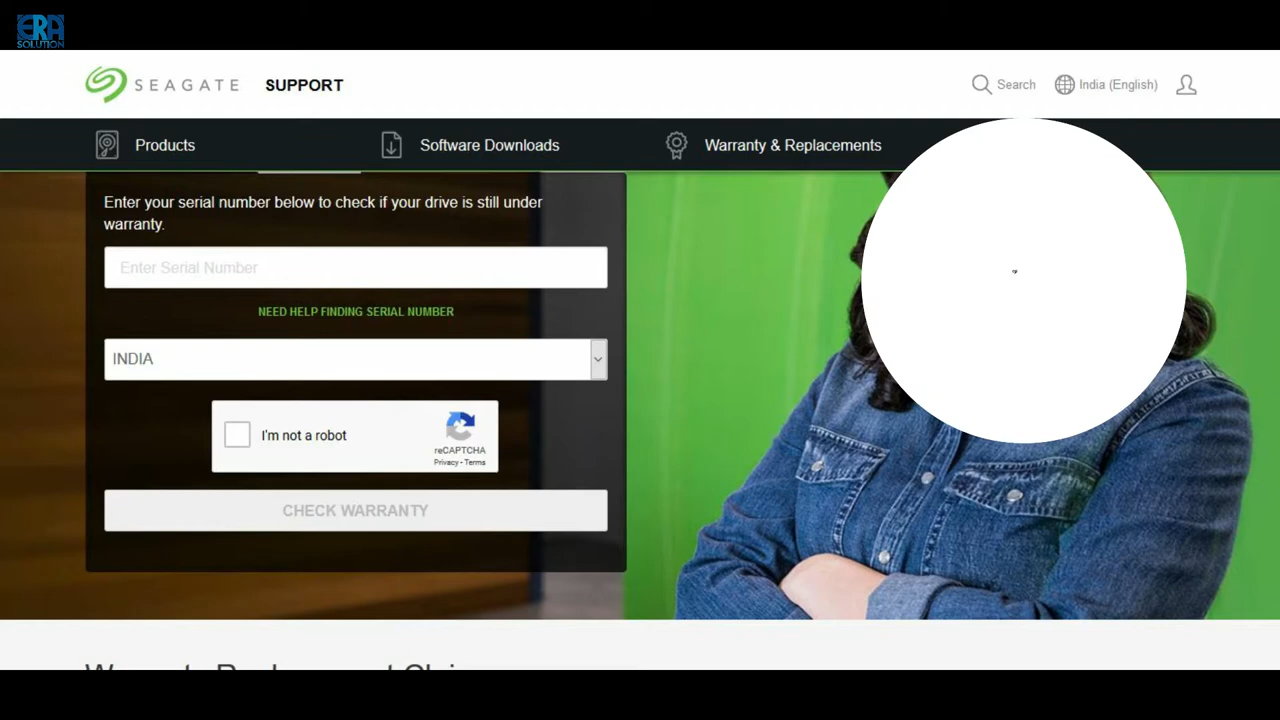 ERA
SOLUTION
SEAGATE SUPPORT
Search
India (English)
Products
Software Downloads
Warranty & Replacements
Enter your serial number below to check if your drive is still under
warranty.
Enter Serial Number
NEED HELP FINDING SERIAL NUMBER
INDIA
I'm not a robot
reCAPTCHA
Privacy - Terms
CHECK WARRANTY